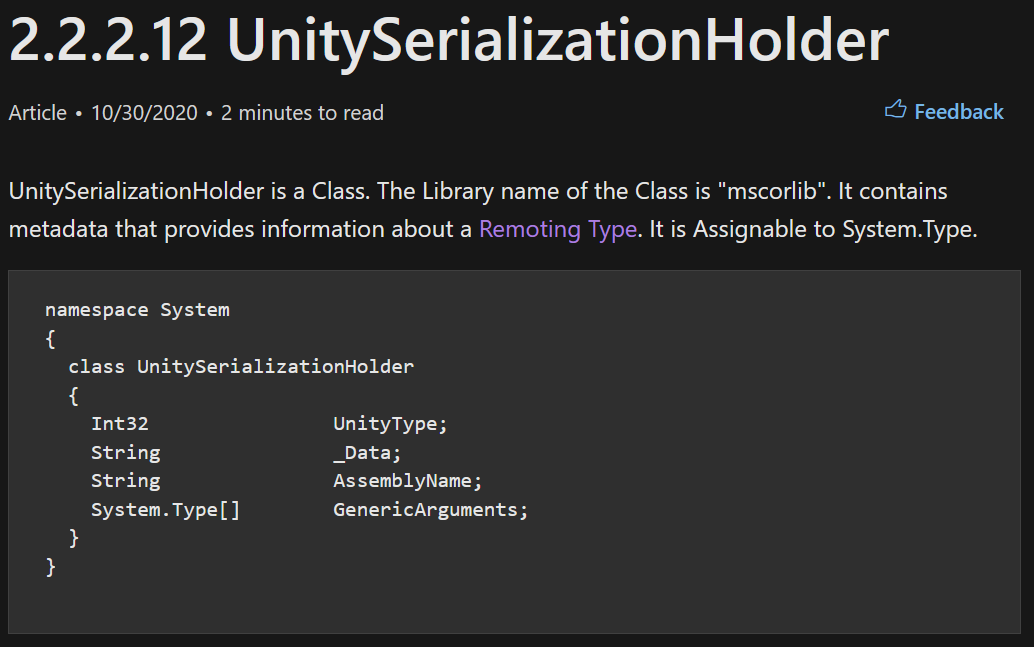 2.2.2.12 UnitySerializationHolder
Article • 10/30/2020 • 2 minutes to read
Feedback
UnitySerializationHolder is a Class. The Library name of the Class is "mscorlib". It contains
metadata that provides information about a Remoting Type. It is Assignable to System.Type.
namespace System
{
  class UnitySerializationHolder
  {
    Int32                UnityType;
    String               _Data;
    String               AssemblyName;
    System.Type[]        GenericArguments;
  }
}